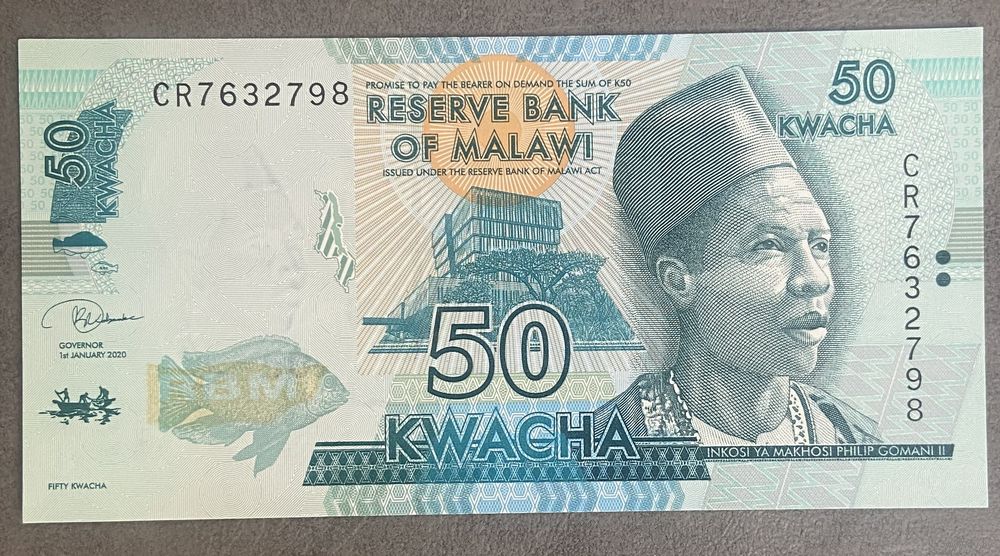 CR7632798
PROMISE TO PAY THE BEARER ON DEMAND THE SUM OF K50
RESERVE BANK
OF MALAWI
ISSUED UNDER THE RESERVE BANK OF MALAWI ACT
50
KWACHA
50
KWACHA
CR7632798
GOVERNOR
1st JANUARY 2020
RBM
50
KWACHA
INKOSI YA MAKHOSI PHILIP GOMANI II
FIFTY KWACHA